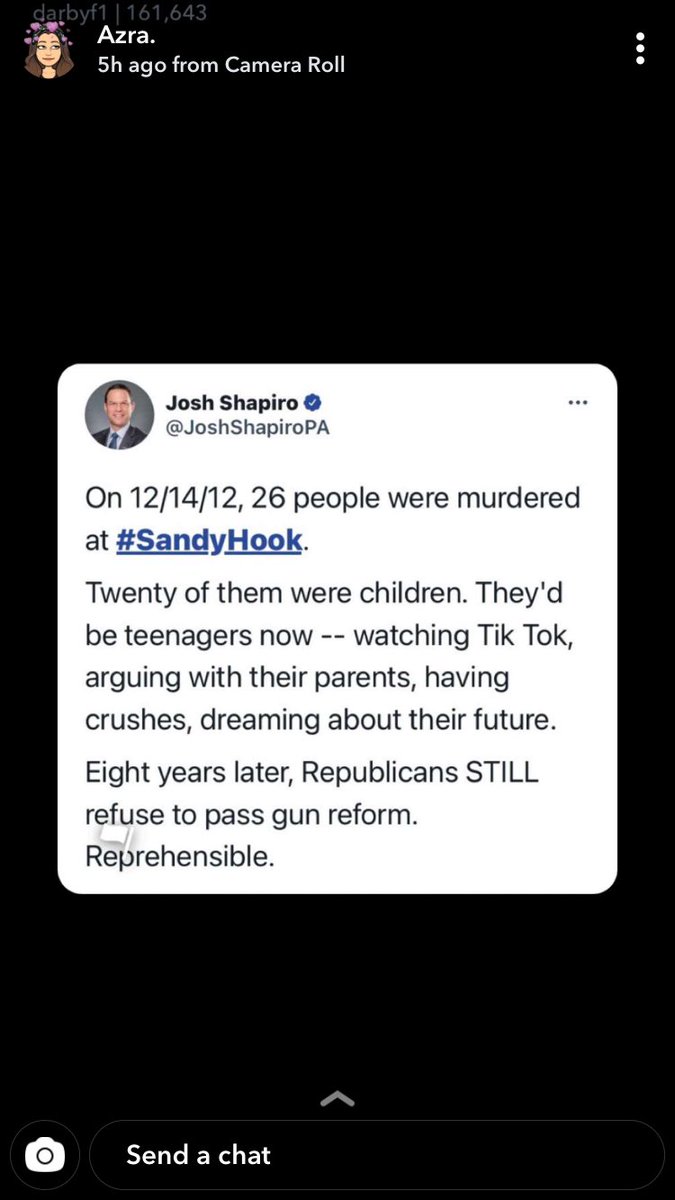 darbyf1 | 161,643
Azra.
5h ago from Camera Roll
Josh Shapiro
@JoshShapiroPA
On 12/14/12, 26 people were murdered
at #SandyHook.
Twenty of them were children. They'd
be teenagers now -- watching Tik Tok,
arguing with their parents, having
crushes, dreaming about their future.
Eight years later, Republicans STILL
refuse to pass gun reform.
Reprehensible.
Send a chat